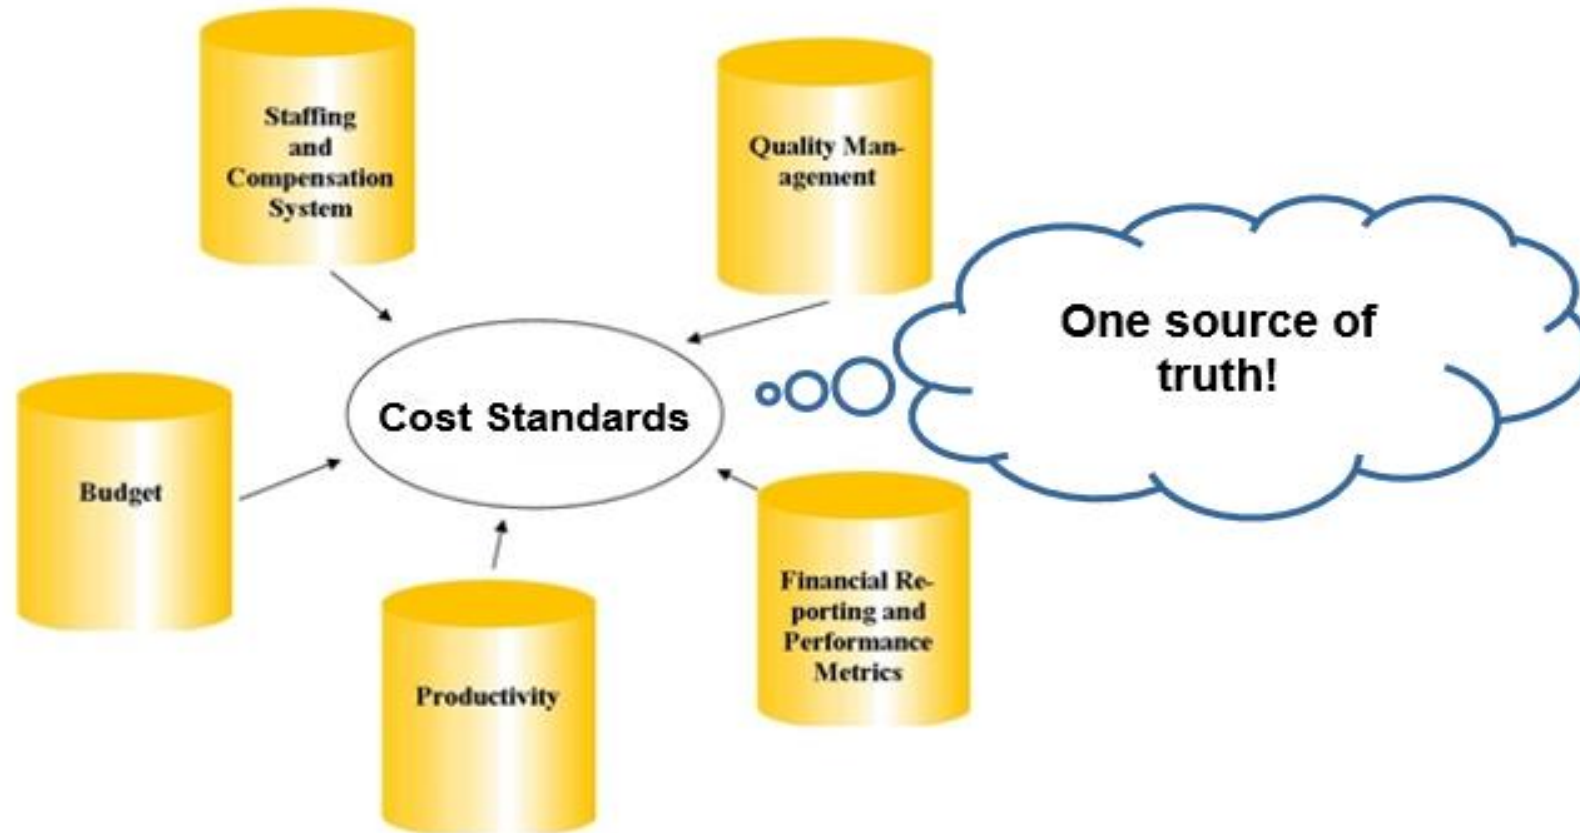 Staffing
and
Compensation
System
Quality Man-
agement
One source of
truth!
Cost Standards
Budget
Financial Re-
porting and
Performance
Metrics
Productivity